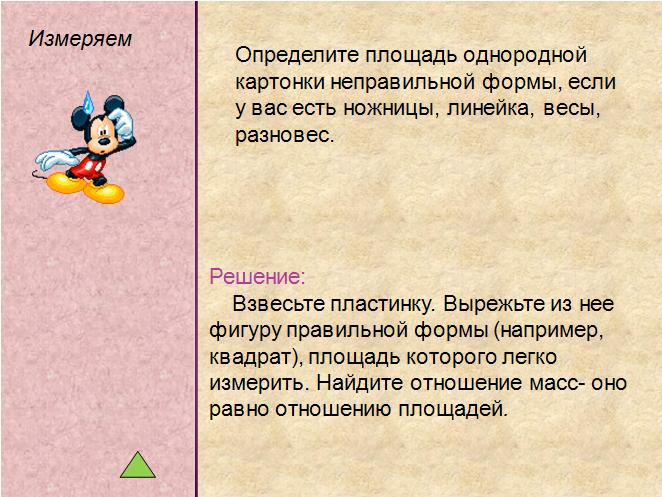 Измеряем
Определите площадь однородной
картонки неправильной формы, если
у вас есть ножницы, линейка, весы,
разновес.
Решение:
Взвесьте пластинку. Вырежьте из нее
фигуру правильной формы (например,
квадрат), площадь которого легко
измерить. Найдите отношение масс- оно
равно отношению площадей.